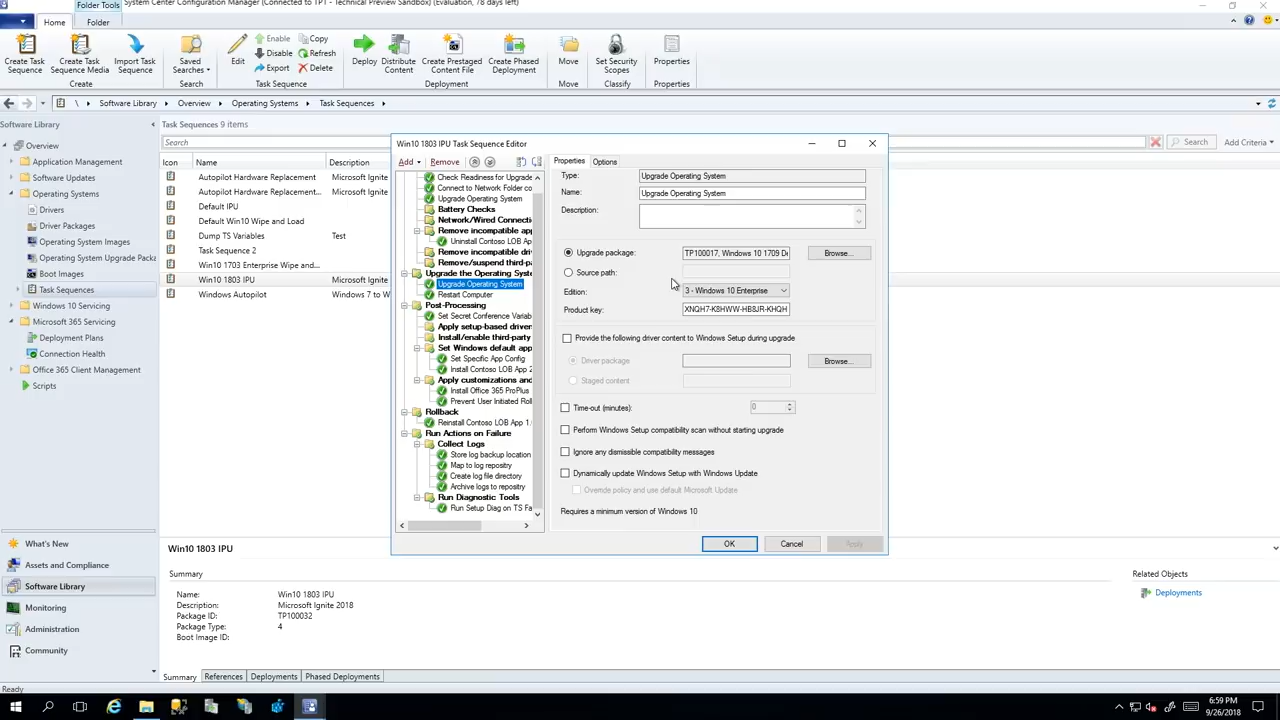 Folder Tools
System Center Configuration Manager (Connected to TP1 - Technical Preview Sandbox) (Evaluation, 78 days left)
Home
Folder
Create Task Sequence
Create Task Sequence Media
Import Task Sequence
Create
Saved Searches
Search
Edit
Enable
Disable
Export
Copy
Refresh
Delete
Task Sequence
Deploy
Distribute Content
Create Prestaged Content File
Create Phased Deployment
Deployment
Move
Move
Set Security Scopes
Classify
Properties
Properties
\ Software Library Overview Operating Systems Task Sequences
Software Library
Overview
Application Management
Software Updates
Operating Systems
Drivers
Driver Packages
Operating System Images
Operating System Upgrade Packa
Boot Images
Task Sequences
Windows 10 Servicing
Microsoft 365 Servicing
Deployment Plans
Connection Health
Office 365 Client Management
Scripts
What's New
Assets and Compliance
Software Library
Monitoring
Administration
Community
Ready
Task Sequences 9 items
Search
Search
Add Criteria
Icon Name Description
Autopilot Hardware Replacement Microsoft Ignite
Autopilot Hardware Replacement... Microsoft Ignite
Default IPU
Default Win10 Wipe and Load
Dump TS Variables Test
Task Sequence 2
Win10 1703 Enterprise Wipe and...
Win10 1803 IPU Microsoft Ignite
Windows Autopilot Windows 7 to W
Win10 1803 IPU Task Sequence Editor
Add Remove
Check Readiness for Upgrade
Connect to Network Folder co
Upgrade Operating System
Battery Checks
Network/Wired Connecti
Remove incompatible app
Uninstall Contoso LOB App
Remove incompatible driv
Remove/suspend third-pa
Upgrade the Operating Syste
Upgrade Operating System
Restart Computer
Post-Processing
Set Secret Conference Variab
Apply setup-based driver
Install/enable third-party
Set Windows default app
Set Specific App Config
Install Contoso LOB App 2
Apply customizations and
Install Office 365 ProPlus
Prevent User Initiated Roll
Rollback
Reinstall Contoso LOB App 1.
Run Actions on Failure
Collect Logs
Store log backup location
Map to log repositry
Create log file directory
Archive logs to repositry
Run Diagnostic Tools
Run Setup Diag on TS Fa
Properties Options
Type: Upgrade Operating System
Name: Upgrade Operating System
Description:
Upgrade package: TP100017, Windows 10 1709 De Browse...
Source path:
Edition: 3 - Windows 10 Enterprise
Product key: XNQH7-K8HWW-HB8JR-KHQH
Provide the following driver content to Windows Setup during upgrade
Driver package Browse...
Staged content
Time-out (minutes): 0
Perform Windows Setup compatibility scan without starting upgrade
Ignore any dismissible compatibility messages
Dynamically update Windows Setup with Windows Update
Override policy and use default Microsoft Update
Requires a minimum version of Windows 10
OK Cancel Apply
Win10 1803 IPU
Summary
Name: Win10 1803 IPU
Description: Microsoft Ignite 2018
Package ID: TP100032
Package Type: 4
Boot Image ID:
Related Objects
Deployments
Summary References Deployments Phased Deployments
6:59 PM
9/26/2018